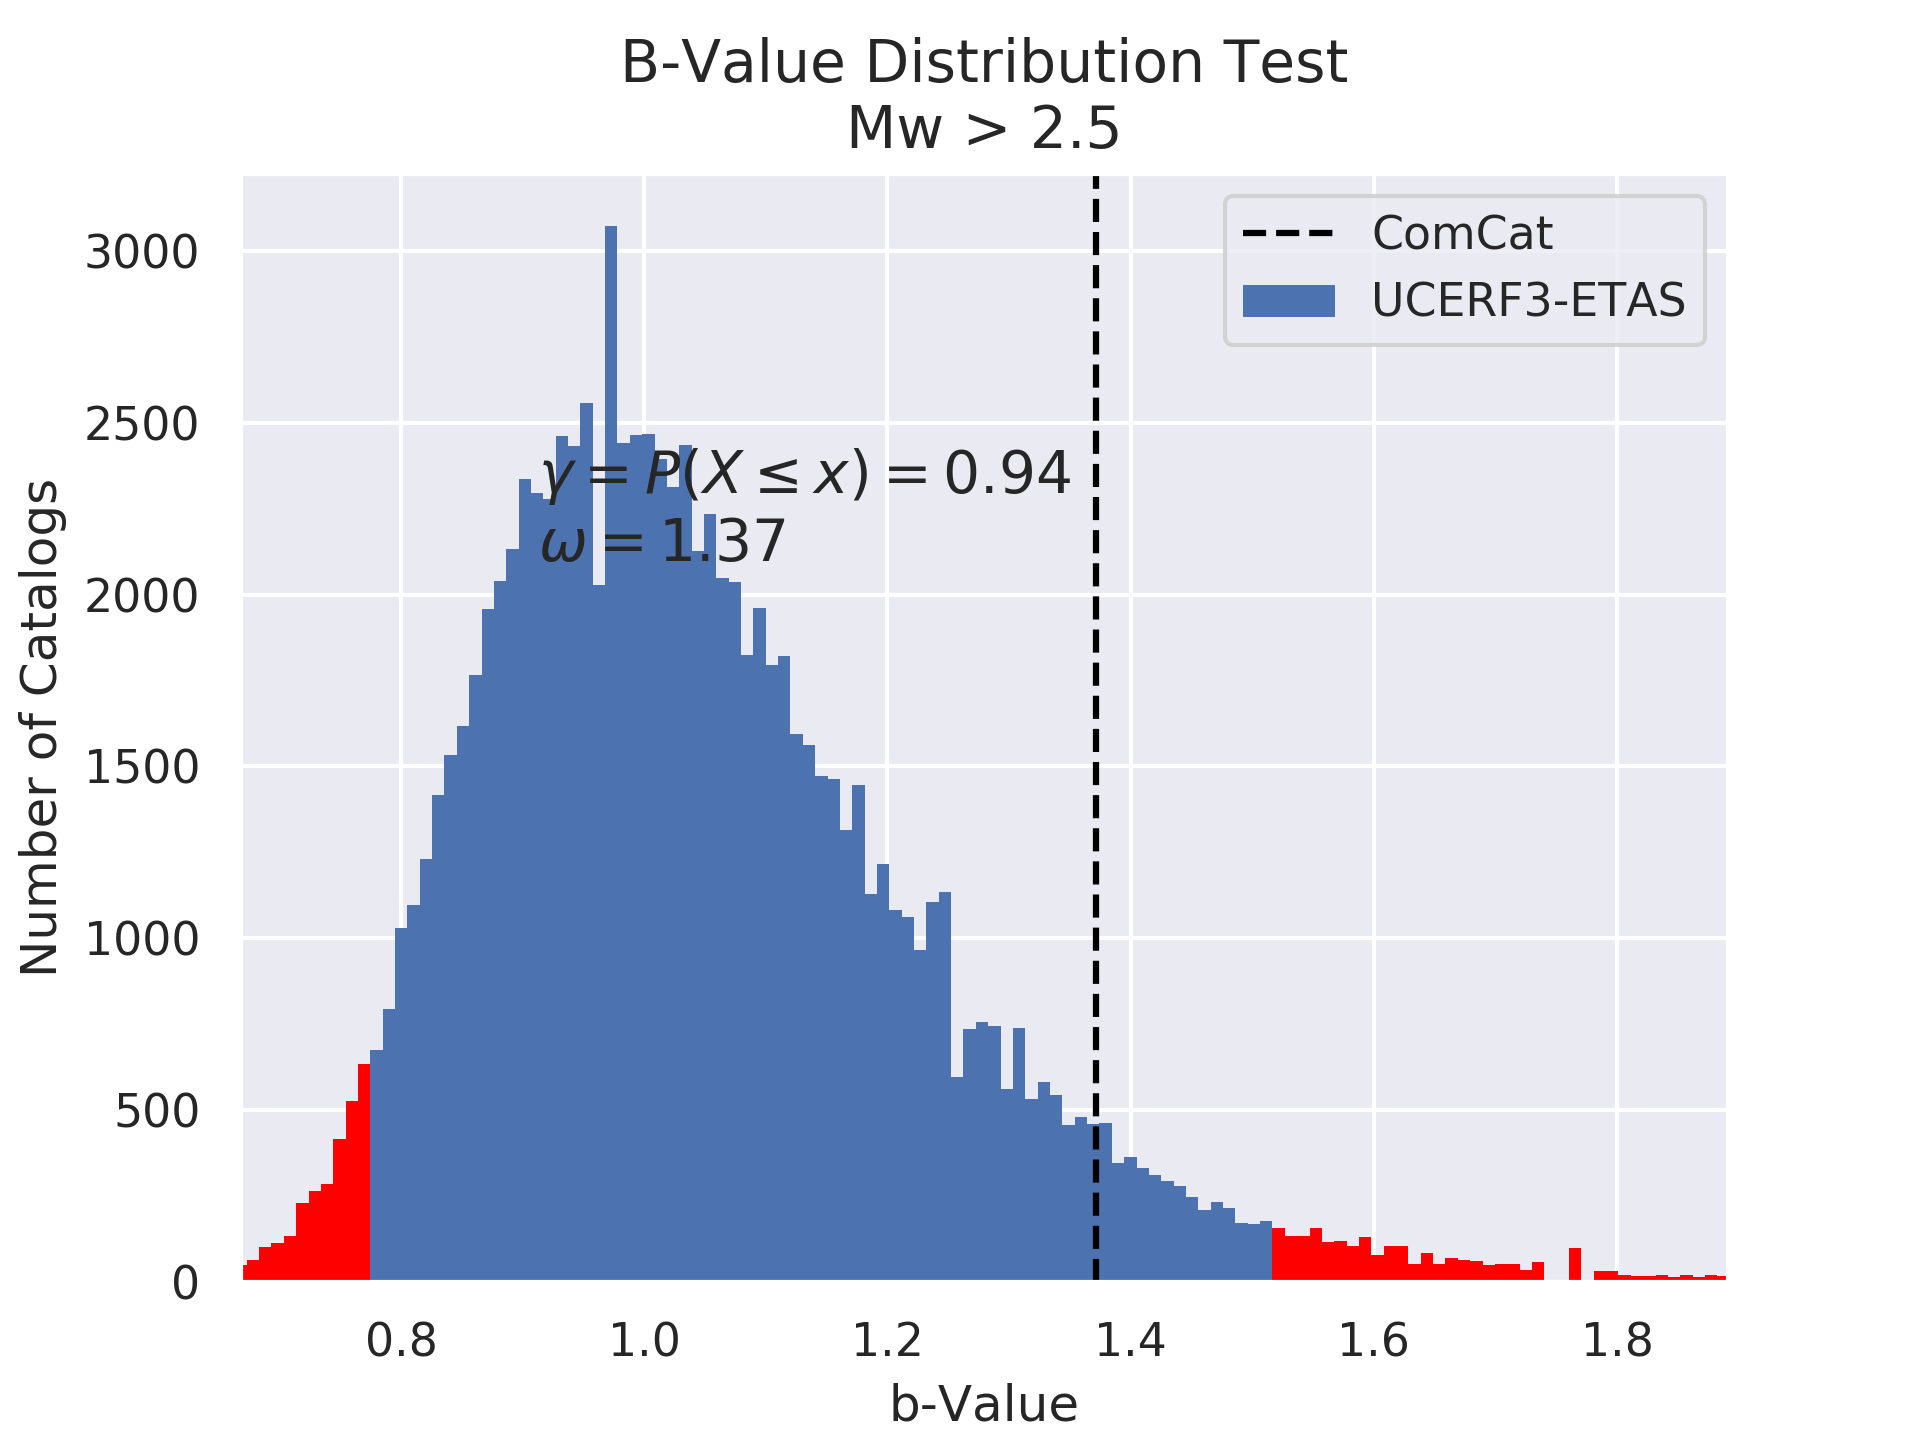 B-Value Distribution Test
Mw > 2.5
ComCat
UCERF3-ETAS
γ = P(X ≤ x) = 0.94
ω = 1.37
Number of Catalogs
3000
2500
2000
1500
1000
500
0
0.8 1.0 1.2 1.4 1.6 1.8
b-Value